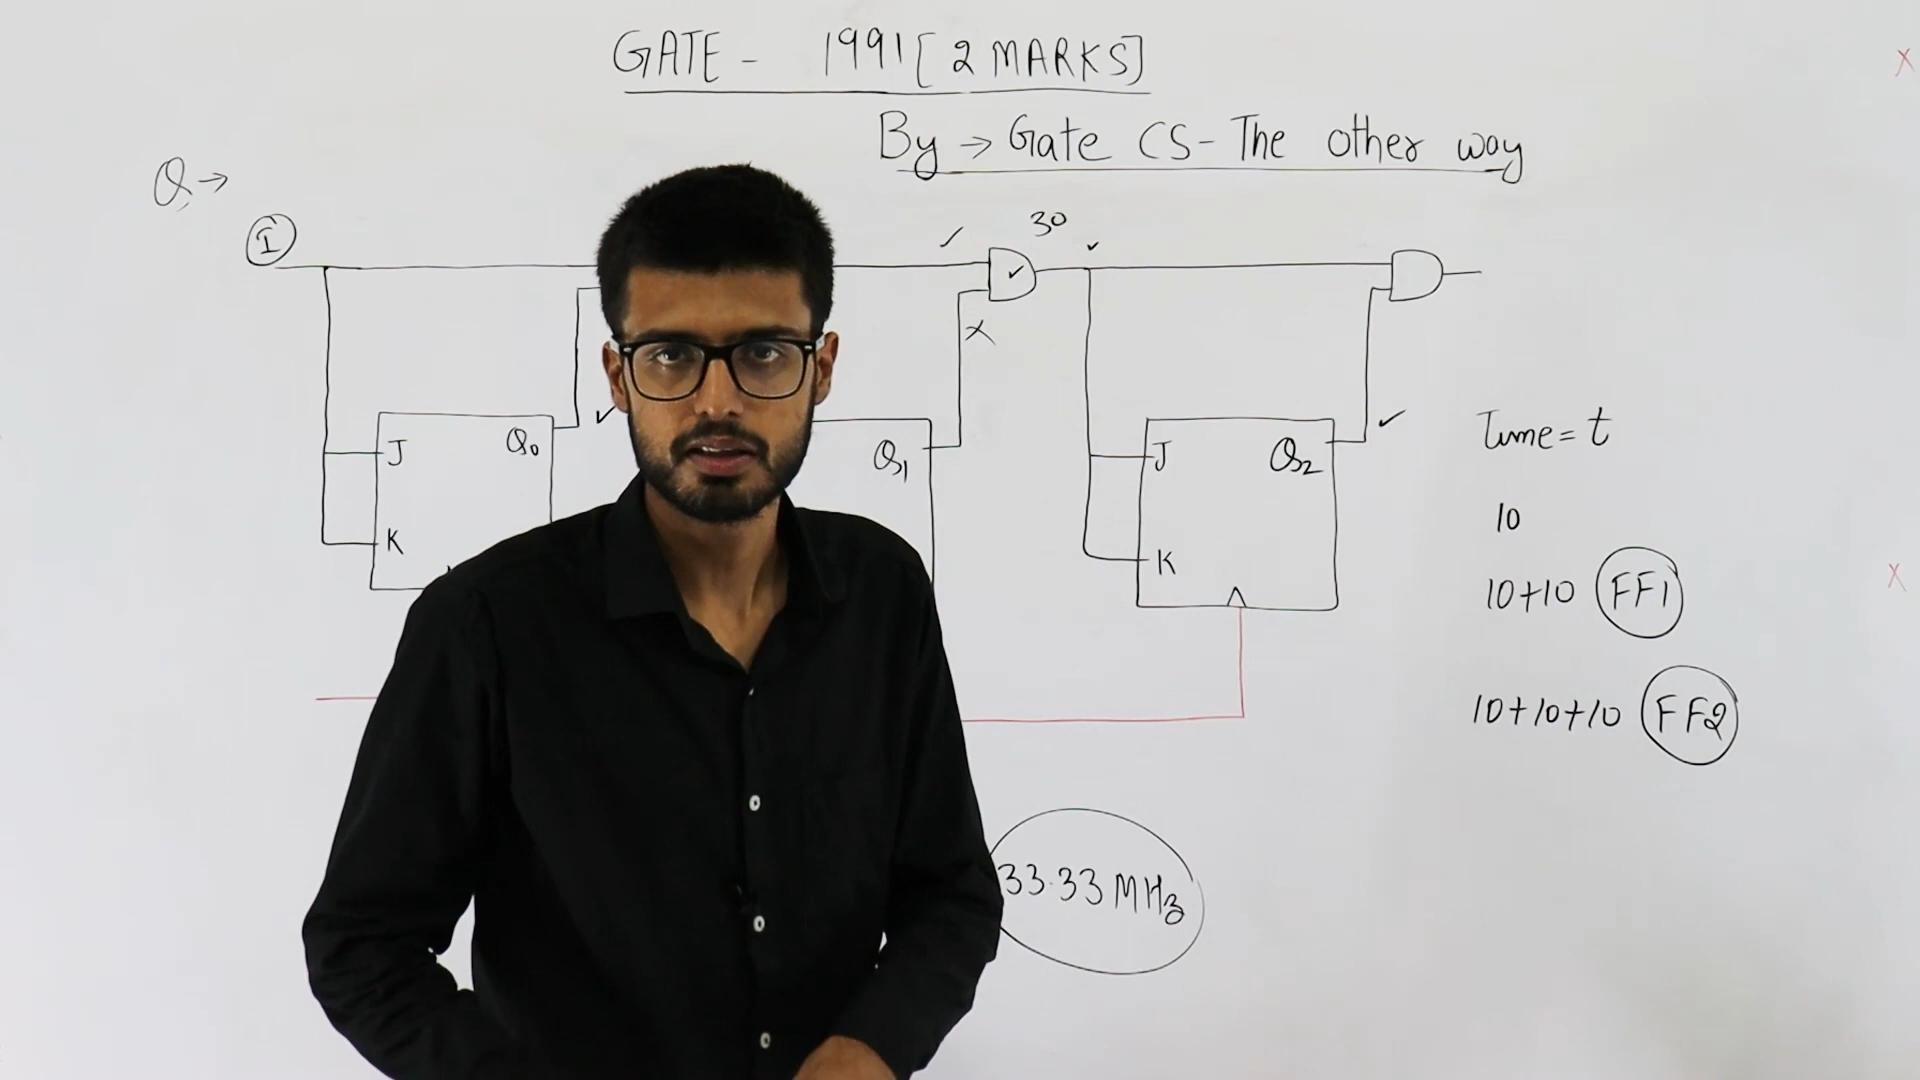 GATE - 1991 [2 MARKS]
By → Gate CS - The other way
Q →
I
30
J
Q0
K
Q1
J
Q2
K
Time = t
10
10+10 FF1
10+10+10 FF2
33.33 MHz